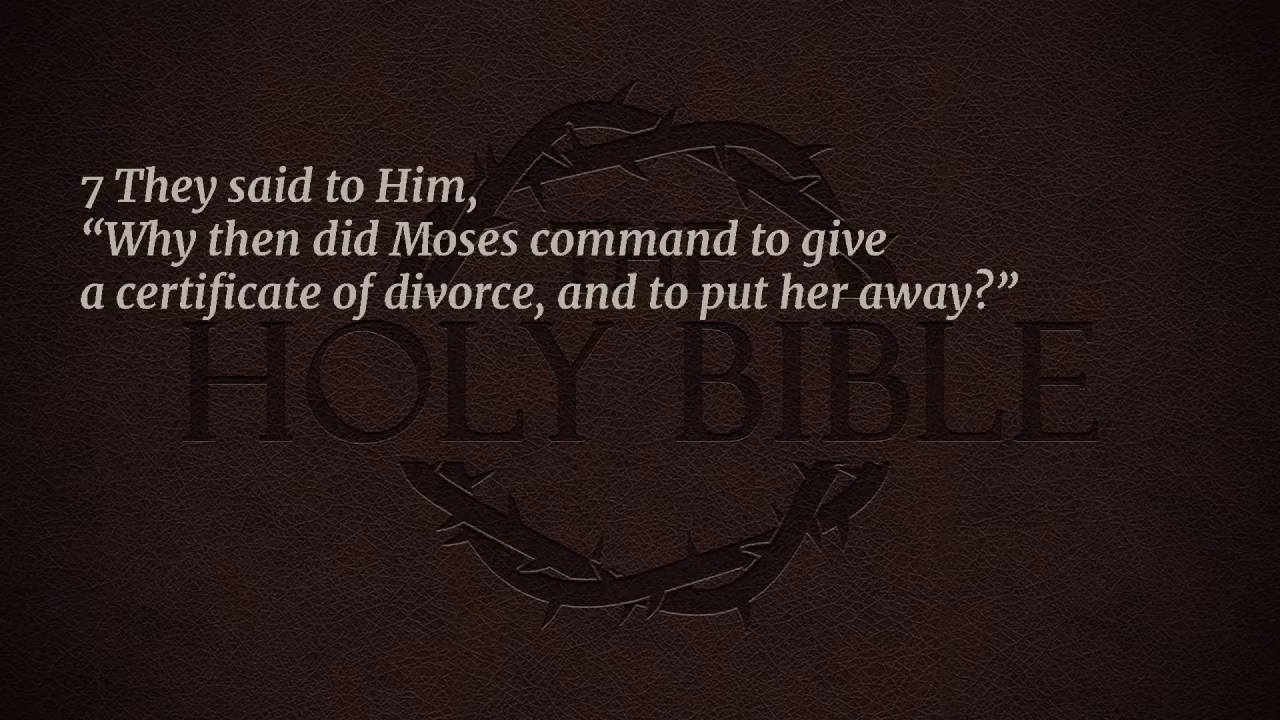 7 They said to Him,
“Why then did Moses command to give
a certificate of divorce, and to put her away?”
THE
HOLY BIBLE